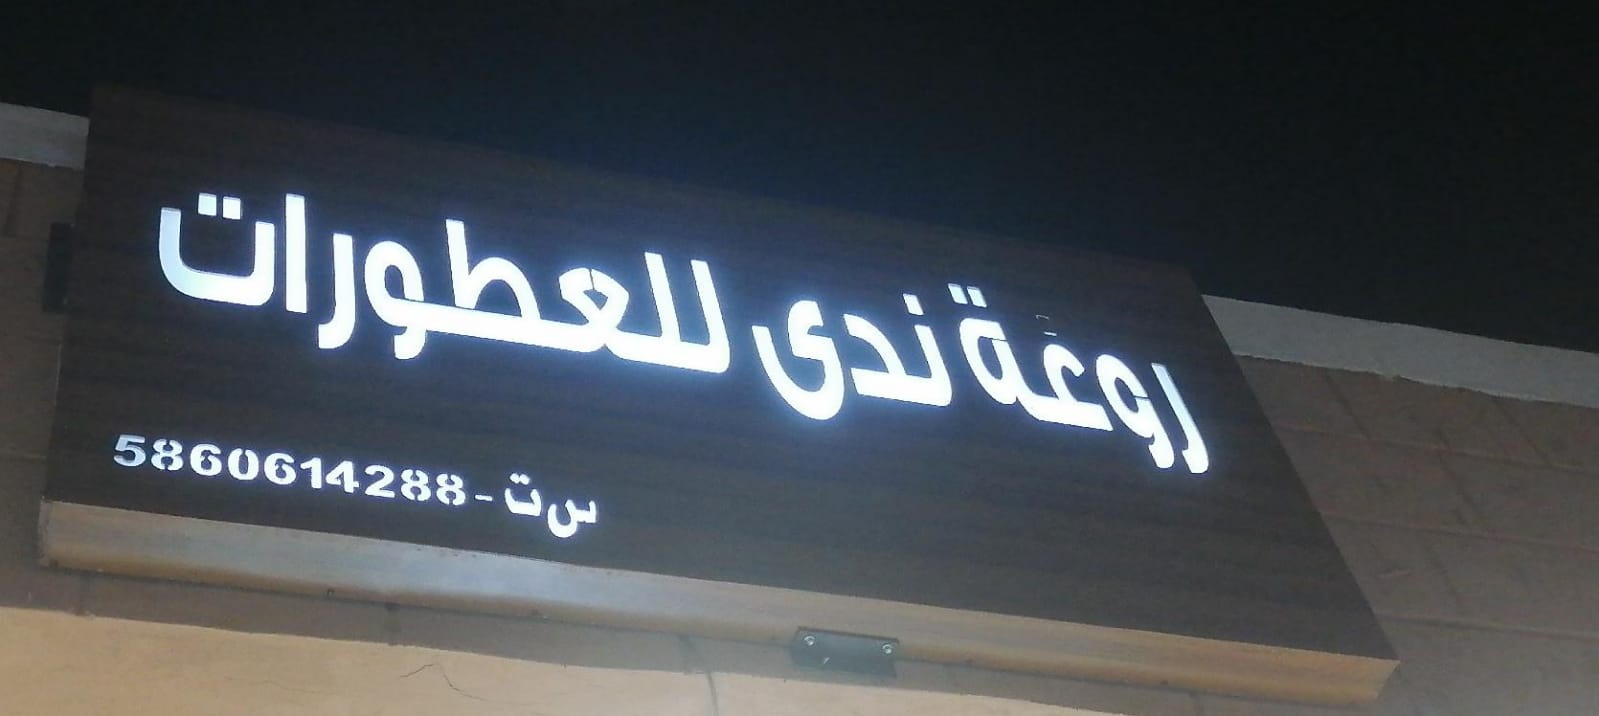 روعة ندى للعطورات
س ت - 5860614288